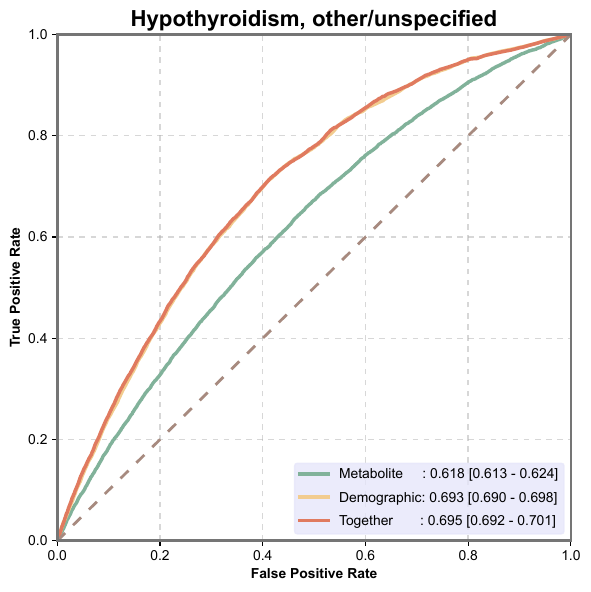 Hypothyroidism, other/unspecified
True Positive Rate
1.0
0.8
0.6
0.4
0.2
0.0
Metabolite : 0.618 [0.613 - 0.624]
Demographic: 0.693 [0.690 - 0.698]
Together : 0.695 [0.692 - 0.701]
0.0 0.2 0.4 0.6 0.8 1.0
False Positive Rate